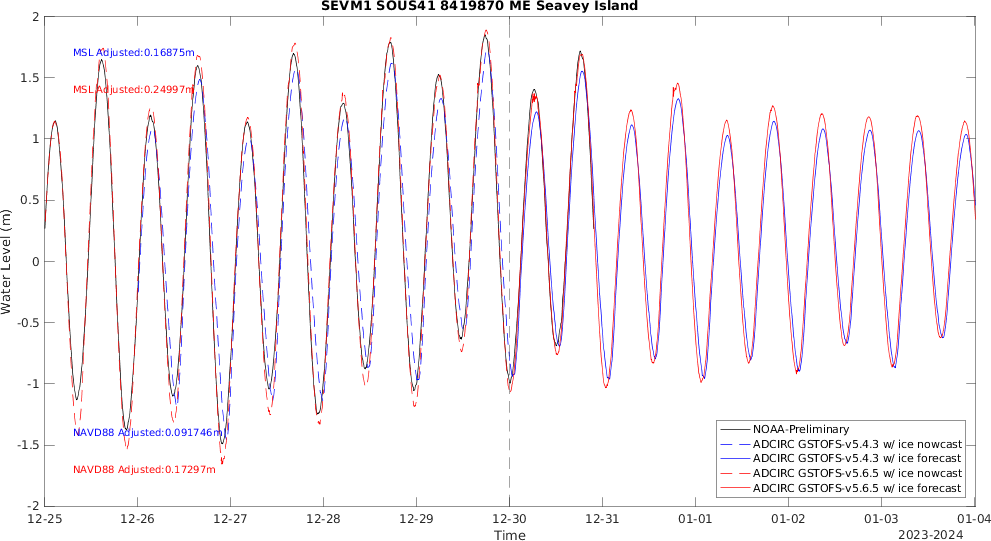 SEVM1 SOUS41 8419870 ME Seavey Island
2
MSL Adjusted:0.16875m
1.5
MSL Adjusted:0.24997m
1
0.5
0
Water Level (m)
-0.5
-1
NAVD88 Adjusted:0.091746m
-1.5
NAVD88 Adjusted:0.17297m
-2
NOAA-Preliminary
ADCIRC GSTOFS-v5.4.3 w/ ice nowcast
ADCIRC GSTOFS-v5.4.3 w/ ice forecast
ADCIRC GSTOFS-v5.6.5 w/ ice nowcast
ADCIRC GSTOFS-v5.6.5 w/ ice forecast
12-25 12-26 12-27 12-28 12-29 12-30 12-31 01-01 01-02 01-03 01-04
Time
2023-2024